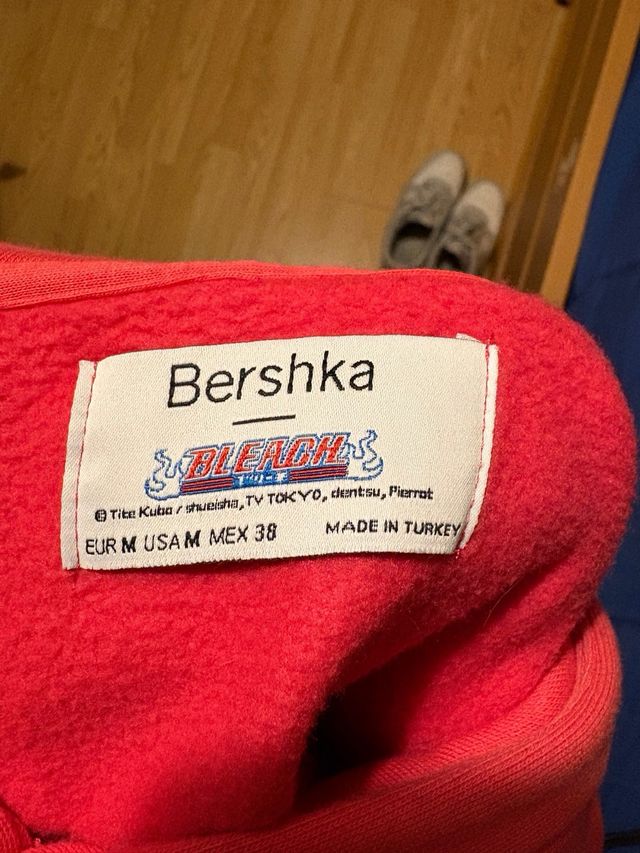 Bershka
BLEACH
© Tite Kubo / shueisha, TV TOKYO, dentsu, Pierrot
EUR M USA M MEX 38
MADE IN TURKEY